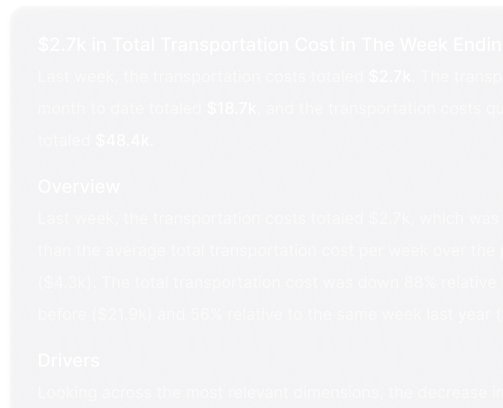 $2.7k in Total Transportation Cost in The Week Endin
Last week, the transportation costs totaled $2.7k. The transp
month to date totaled $18.7k, and the transportation costs qu
totaled $48.4k.
Overview
Last week, the transportation costs totaled $2.7k, which was
than the average total transportation cost per week over the
($4.3k). The total transportation cost was down 88% relative
before ($21.9k) and 56% relative to the same week last year (
Drivers
Looking across the most relevant dimensions, the decrease in